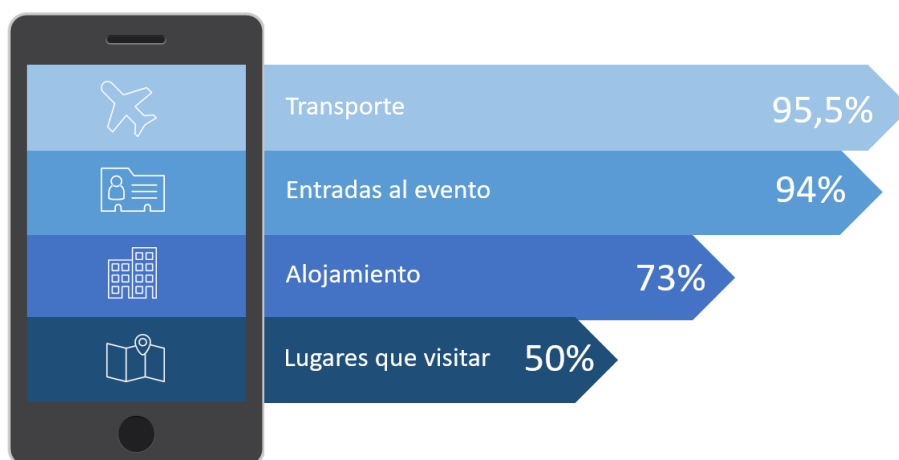 Transporte 95,5%
Entradas al evento 94%
Alojamiento 73%
Lugares que visitar 50%